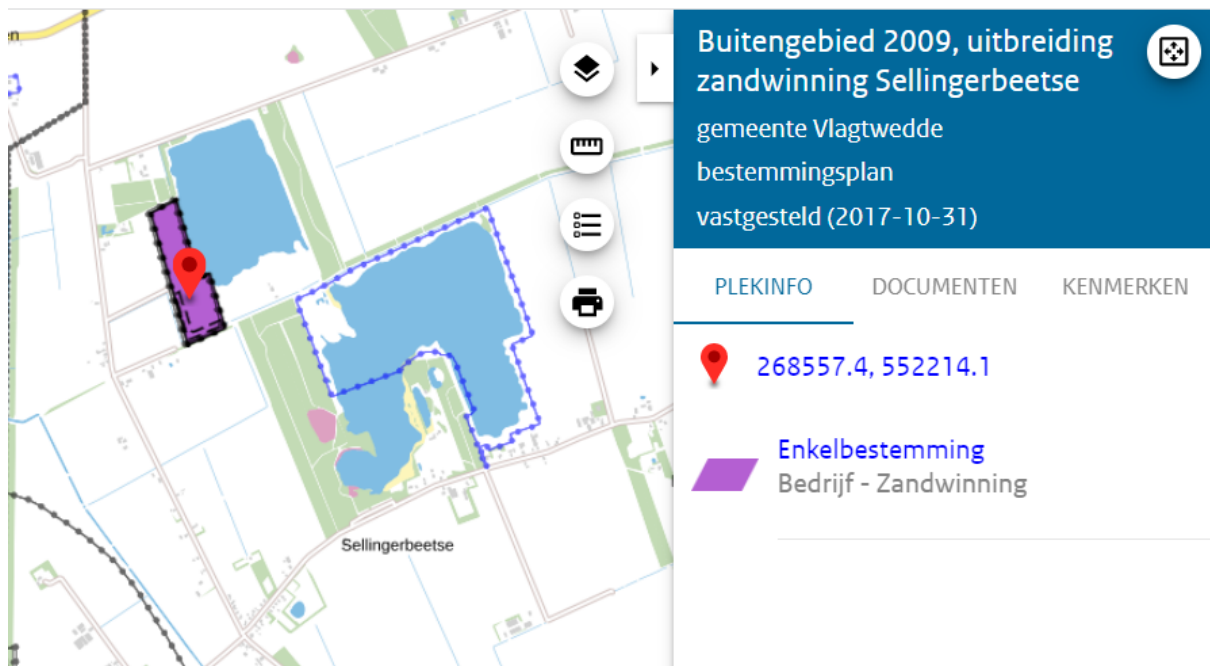 Sellingerbeetse
Buitengebied 2009, uitbreiding
zandwinning Sellingerbeetse
gemeente Vlagtwedde
bestemmingsplan
vastgesteld (2017-10-31)
PLEKINFO DOCUMENTEN KENMERKEN
268557.4, 552214.1
Enkelbestemming
Bedrijf - Zandwinning